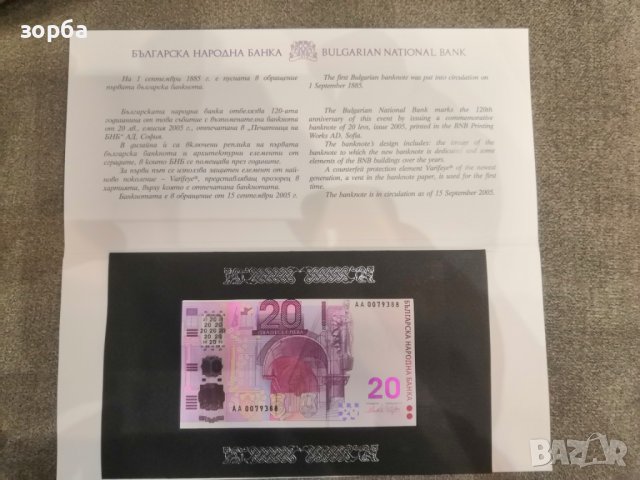 зорба
БЪЛГАРСКА НАРОДНА БАНКА BULGARIAN NATIONAL BANK
На 1 септември 1885 г. е пусната в обращение
първата българска банкнота.
Българската народна банка отбелязва 120-ата
годишнина от това събитие с възпоменателна банкнота
от 20 лв., емисия 2005 г., отпечатана в „Печатница на
БНБ“ АД, София.
В дизайна ѝ са включени реплика на първата
българска банкнота и архитектурни елементи от
сградите, в които БНБ се помещава през годините.
За първи път се използва защитен елемент от най-
ново поколение – Varifeye®, представляващ прозорец в
хартията, върху която е отпечатана банкнотата.
Банкнотата е в обращение от 15 септември 2005 г.
The first Bulgarian banknote was put into circulation on
1 September 1885.
The Bulgarian National Bank marks the 120th
anniversary of this event by issuing a commemorative
banknote of 20 levs, issue 2005, printed in the BNB Printing
Works AD, Sofia.
The banknote's design includes: the image of the
banknote to which the new banknote is dedicated and some
elements of the BNB buildings over the years.
A counterfeit protection element Varifeye® of the newest
generation, a vent in the banknote paper, is used for the first
time.
The banknote is in circulation as of 15 September 2005.
20
ДВАДЕСЕТ ЛЕВА
АА 0079388
БЪЛГАРСКА НАРОДНА БАНКА
20
АА 0079388
BAZAR